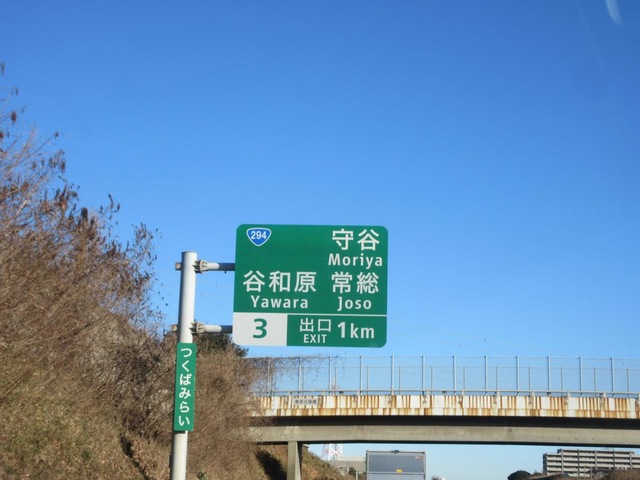 294
守谷
Moriya
谷和原 常総
Yawara Joso
3 出口 1km
EXIT
つくばみらい